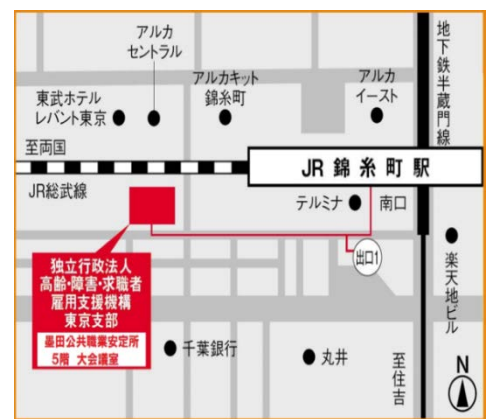 アルカ
セントラル
東武ホテル
レバント東京
アルカキット
錦糸町
アルカ
イースト
地下鉄半蔵門線
至両国
JR錦糸町駅
JR総武線
テルミナ
南口
出口1
独立行政法人
高齢・障害・求職者
雇用支援機構
東京支部
墨田公共職業安定所
5階 大会議室
楽天地ビル
千葉銀行
丸井
至住吉
N